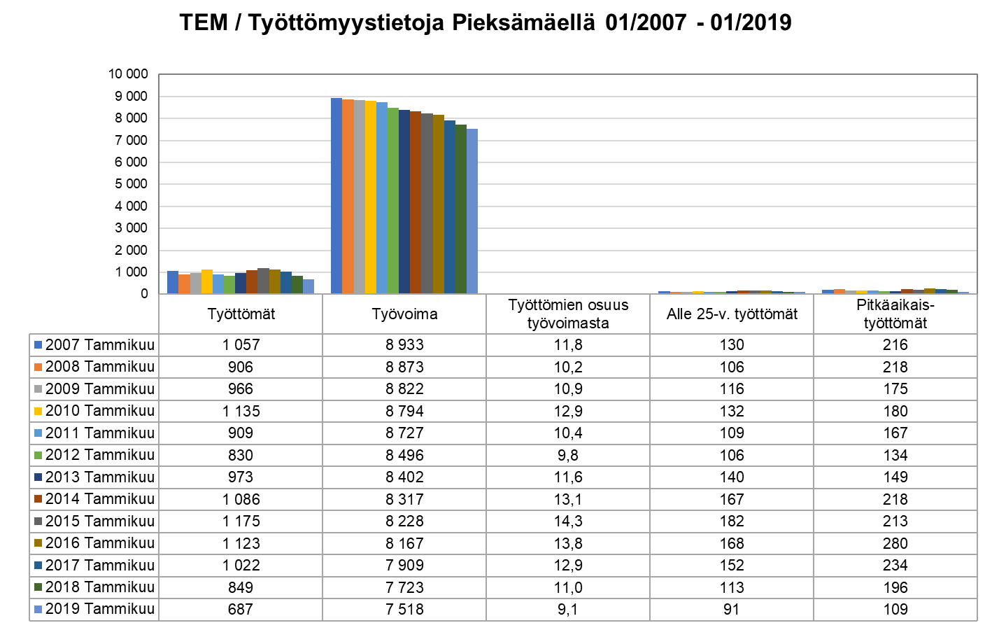 TEM / Työttömyystietoja Pieksämäellä 01/2007 - 01/2019
10 000
9 000
8 000
7 000
6 000
5 000
4 000
3 000
2 000
1 000
0
Työttömät Työvoima Työttömien osuus työvoimasta Alle 25-v. työttömät Pitkäaikais-työttömät
2007 Tammikuu 1 057 8 933 11,8 130 216
2008 Tammikuu 906 8 873 10,2 106 218
2009 Tammikuu 966 8 822 10,9 116 175
2010 Tammikuu 1 135 8 794 12,9 132 180
2011 Tammikuu 909 8 727 10,4 109 167
2012 Tammikuu 830 8 496 9,8 106 134
2013 Tammikuu 973 8 402 11,6 140 149
2014 Tammikuu 1 086 8 317 13,1 167 218
2015 Tammikuu 1 175 8 228 14,3 182 213
2016 Tammikuu 1 123 8 167 13,8 168 280
2017 Tammikuu 1 022 7 909 12,9 152 234
2018 Tammikuu 849 7 723 11,0 113 196
2019 Tammikuu 687 7 518 9,1 91 109